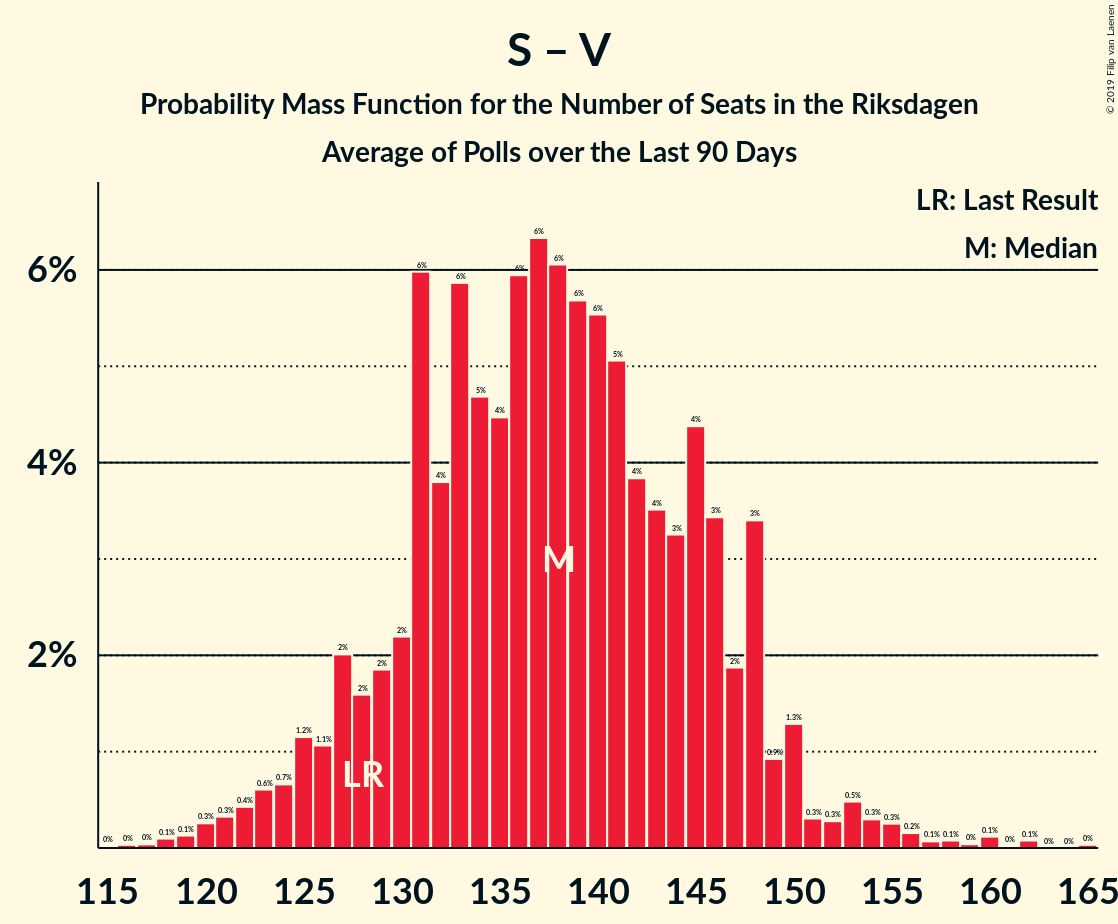 S – V
Probability Mass Function for the Number of Seats in the Riksdagen
Average of Polls over the Last 90 Days
© 2019 Filip van Laenen
LR: Last Result
M: Median
6%
4%
2%
0% 0% 0% 0.1% 0.1% 0.3% 0.3% 0.4% 0.6% 0.7% 1.2% 1.1% 2% 2% 2% 2% 6% 4% 6% 5% 4% 6% 6% 6% 6% 6% 5% 4% 4% 3% 4% 3% 2% 3% 0.9% 1.3% 0.3% 0.3% 0.5% 0.3% 0.3% 0.2% 0.1% 0.1% 0% 0.1% 0% 0.1% 0% 0% 0%
M
LR
115 120 125 130 135 140 145 150 155 160 165